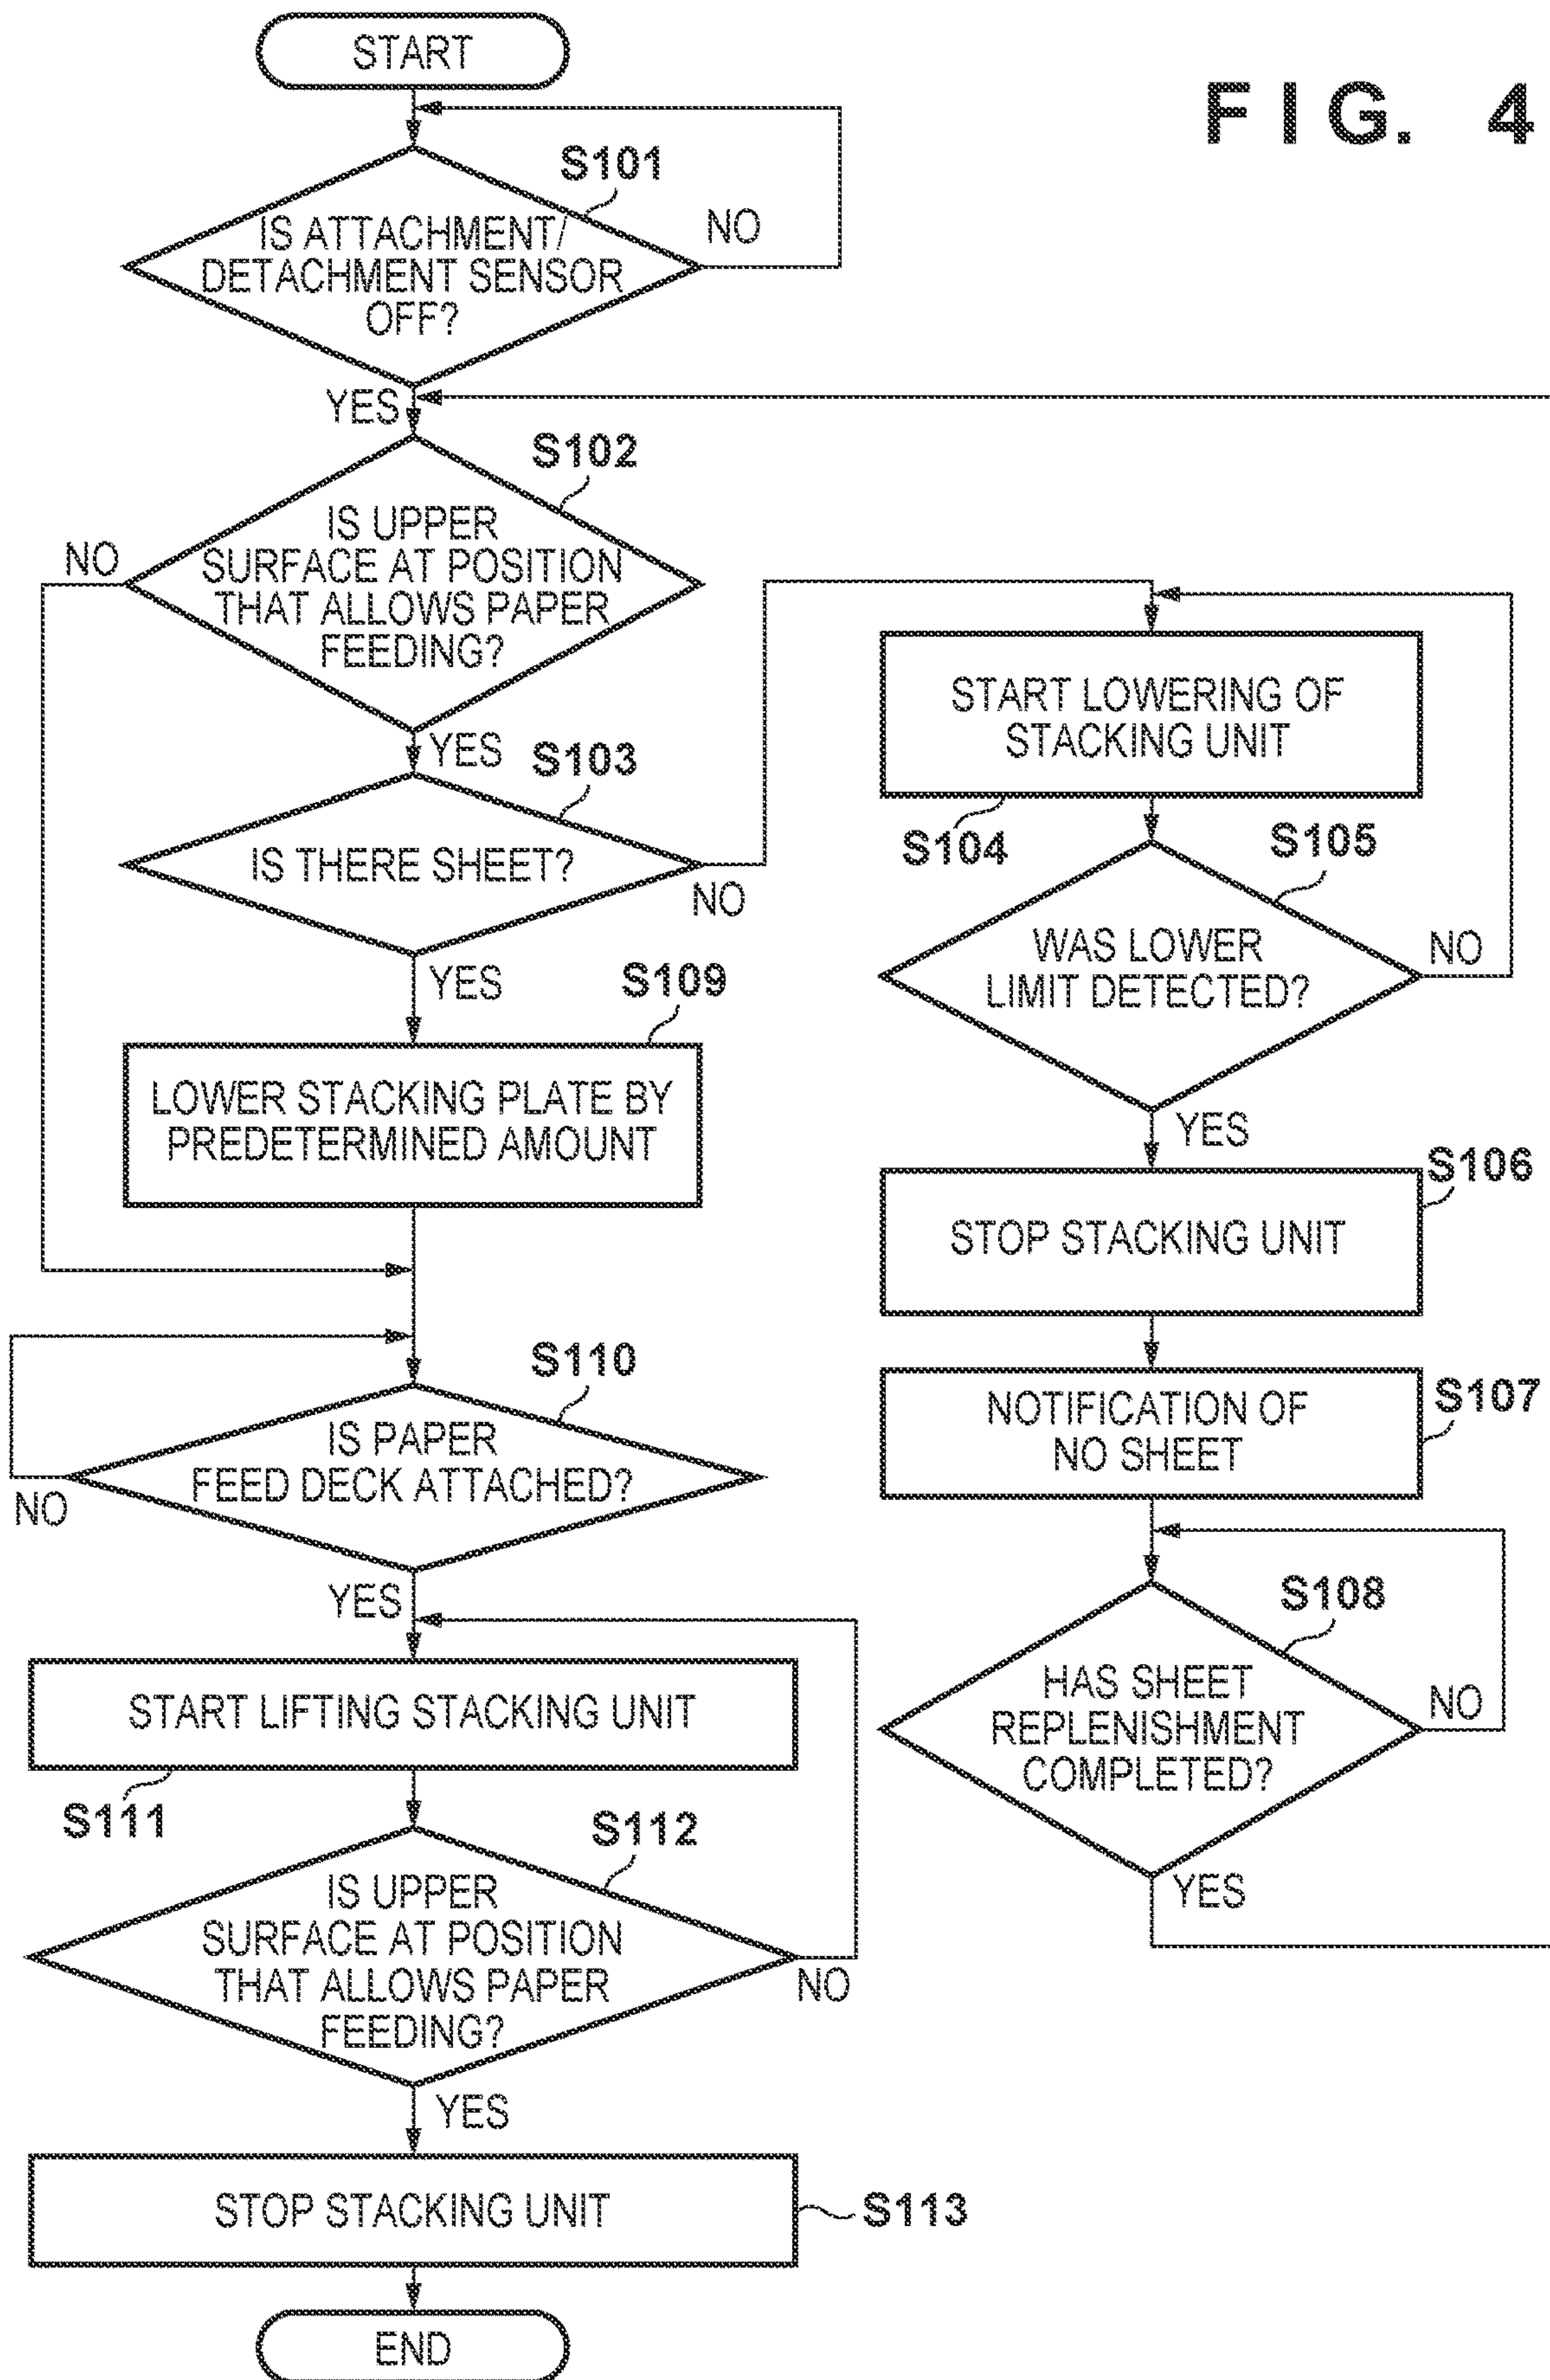 FIG. 4
START
S101
IS ATTACHMENT/
DETACHMENT SENSOR
OFF?
NO
YES
S102
IS UPPER
SURFACE AT POSITION
THAT ALLOWS PAPER
FEEDING?
NO
YES
S103
IS THERE SHEET?
NO
YES
S109
LOWER STACKING PLATE BY
PREDETERMINED AMOUNT
S110
IS PAPER
FEED DECK ATTACHED?
NO
YES
START LIFTING STACKING UNIT
S111
S112
IS UPPER
SURFACE AT POSITION
THAT ALLOWS PAPER
FEEDING?
NO
YES
STOP STACKING UNIT
S113
END
START LOWERING OF
STACKING UNIT
S104
S105
WAS LOWER
LIMIT DETECTED?
NO
YES
S106
STOP STACKING UNIT
NOTIFICATION OF
NO SHEET
S107
S108
HAS SHEET
REPLENISHMENT
COMPLETED?
NO
YES